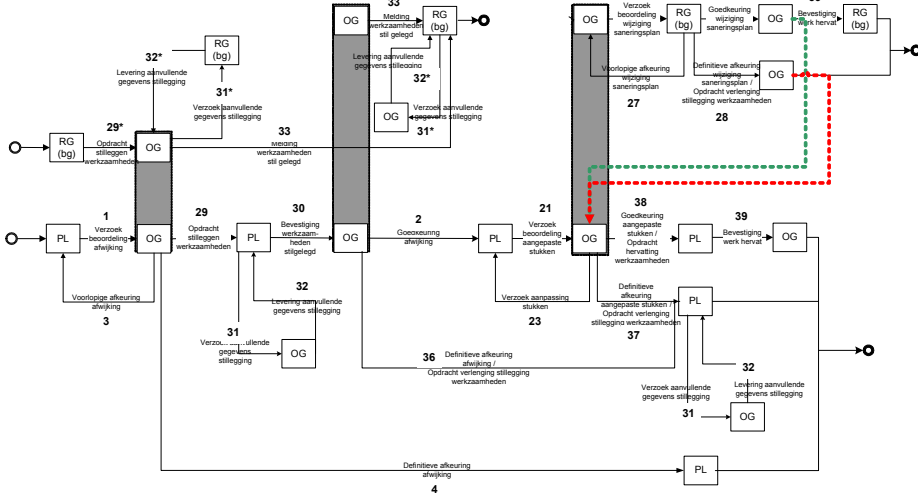 33
OG
Melding
werkzaamheden
stil gelegd
RG
(bg)
OG
Verzoek
beoordeling
wijziging
saneringsplan
RG
(bg)
Goedkeuring
wijziging
saneringsplan
OG
Bevestiging
werk hervat
RG
(bg)
32*
RG
(bg)
Levering aanvullende
gegevens stillegging
31*
Levering aanvullende
gegevens stillegging
32*
OG
Verzoek aanvullende
gegevens stillegging
31*
Voorlopige afkeuring
wijziging
saneringsplan
27
Definitieve afkeuring
wijziging
saneringsplan /
Opdracht verlenging
stillegging werkzaamheden
28
OG
Verzoek aanvullende
gegevens stillegging
29*
RG
(bg)
Opdracht
stilleggen
werkzaamheden
OG
33
Melding
werkzaamheden
stil gelegd
1
PL
Verzoek
beoordeling
afwijking
OG
29
Opdracht
stilleggen
werkzaamheden
PL
30
Bevestiging
werkzaam-
heden
stilgelegd
OG
2
Goedkeuring
afwijking
PL
21
Verzoek
beoordeling
aangepaste
stukken
OG
38
Goedkeuring
aangepaste
stukken /
Opdracht
hervatting
werkzaamheden
PL
39
Bevestiging
werk hervat
OG
Voorlopige afkeuring
afwijking
3
32
Levering aanvullende
gegevens stillegging
31
Verzoek aanvullende
gegevens
stillegging
OG
Verzoek aanpassing
stukken
23
Definitieve
afkeuring
aangepaste stukken /
Opdracht verlenging
stillegging werkzaamheden
37
PL
36
Definitieve afkeuring
afwijking /
Opdracht verlenging stillegging
werkzaamheden
32
Verzoek aanvullende
gegevens stillegging
Levering aanvullende
gegevens stillegging
31
OG
Definitieve afkeuring
afwijking
4
PL